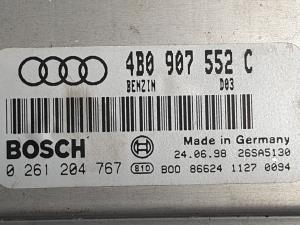 4B0 907 552 C
BENZIN D03
Made in Germany
BOSCH 24.06.98 26SA5130
0 261 204 767 810 B00 86624 1127 0094